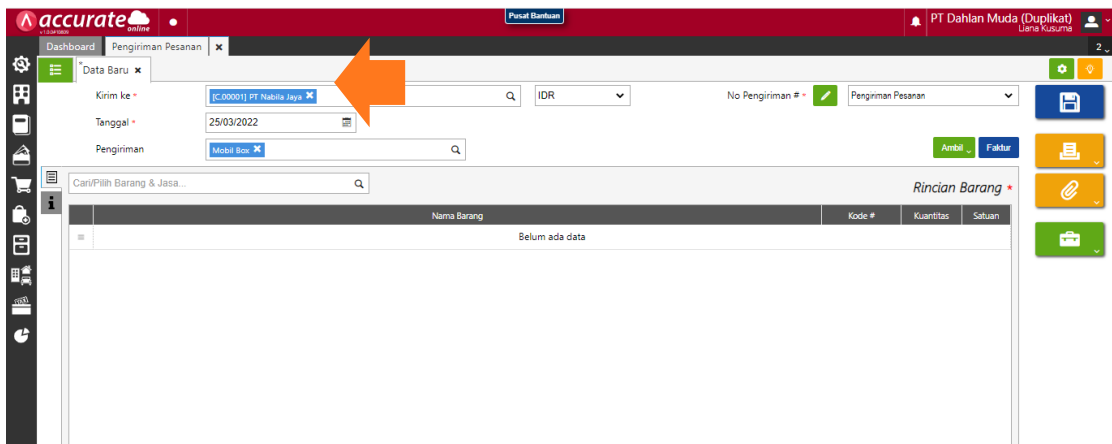 accurate online
Pusat Bantuan
PT Dahlan Muda (Duplikat)
Liana Kusuma
Dashboard
Pengiriman Pesanan
2
*Data Baru
Kirim ke *
[C.00001] PT Nabila Jaya
IDR
No Pengiriman # *
Pengiriman Pesanan
Tanggal *
25/03/2022
Pengiriman
Mobil Box
Ambil
Faktur
Cari/Pilih Barang & Jasa...
Rincian Barang *
Nama Barang
Kode #
Kuantitas
Satuan
Belum ada data